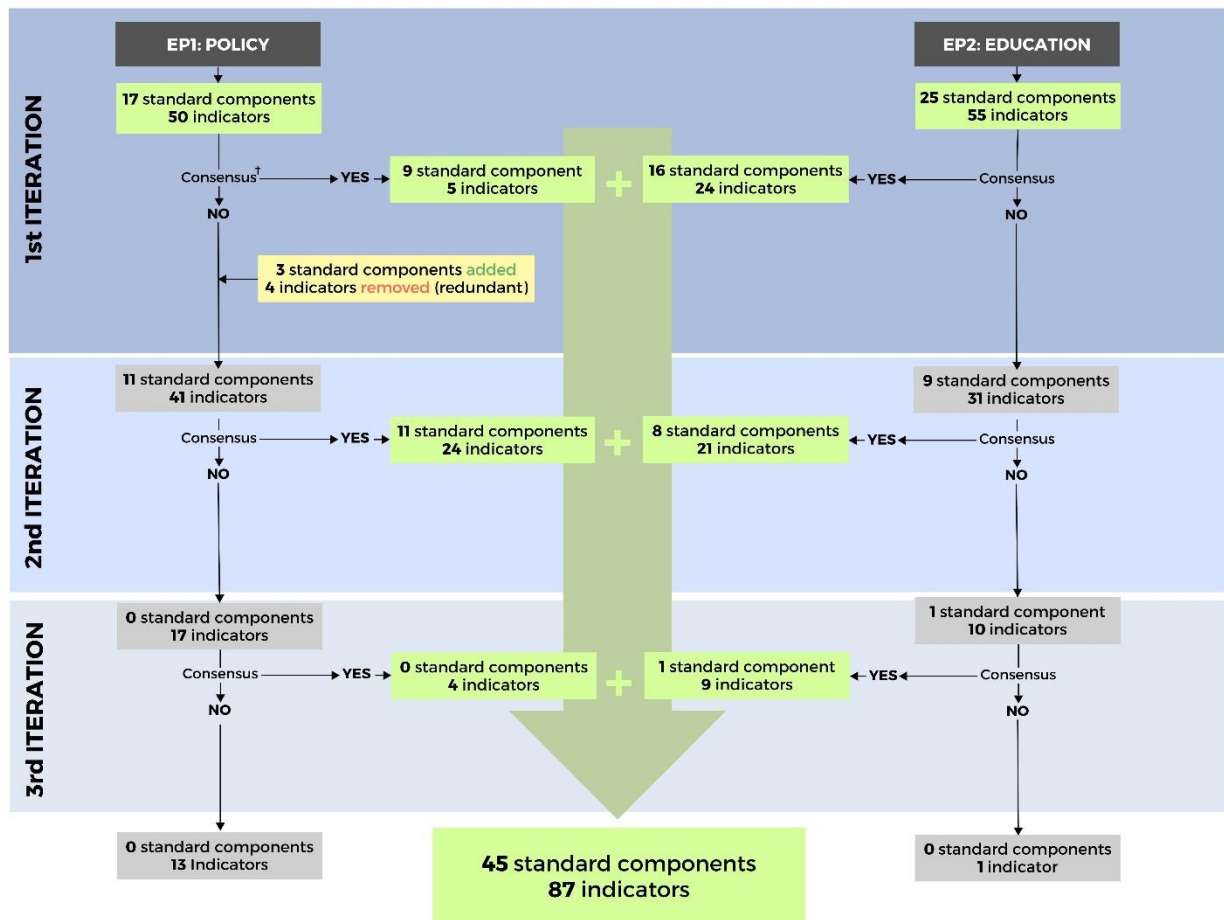 EP1: POLICY
EP2: EDUCATION
1st ITERATION
17 standard components
50 indicators
25 standard components
55 indicators
Consensus†
YES
9 standard component
5 indicators
+
16 standard components
24 indicators
YES
Consensus
NO
NO
3 standard components added
4 indicators removed (redundant)
2nd ITERATION
11 standard components
41 indicators
9 standard components
31 indicators
Consensus
YES
11 standard components
24 indicators
+
8 standard components
21 indicators
YES
Consensus
NO
NO
3rd ITERATION
0 standard components
17 indicators
1 standard component
10 indicators
Consensus
YES
0 standard components
4 indicators
+
1 standard component
9 indicators
YES
Consensus
NO
NO
0 standard components
13 Indicators
45 standard components
87 indicators
0 standard components
1 indicator